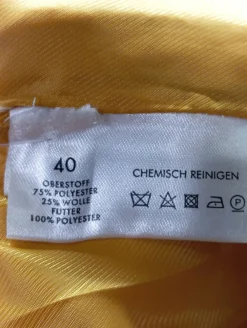 40
OBERSTOFF
75% POLYESTER
25% WOLLE
FUTTER
100% POLYESTER
CHEMISCH REINIGEN
P